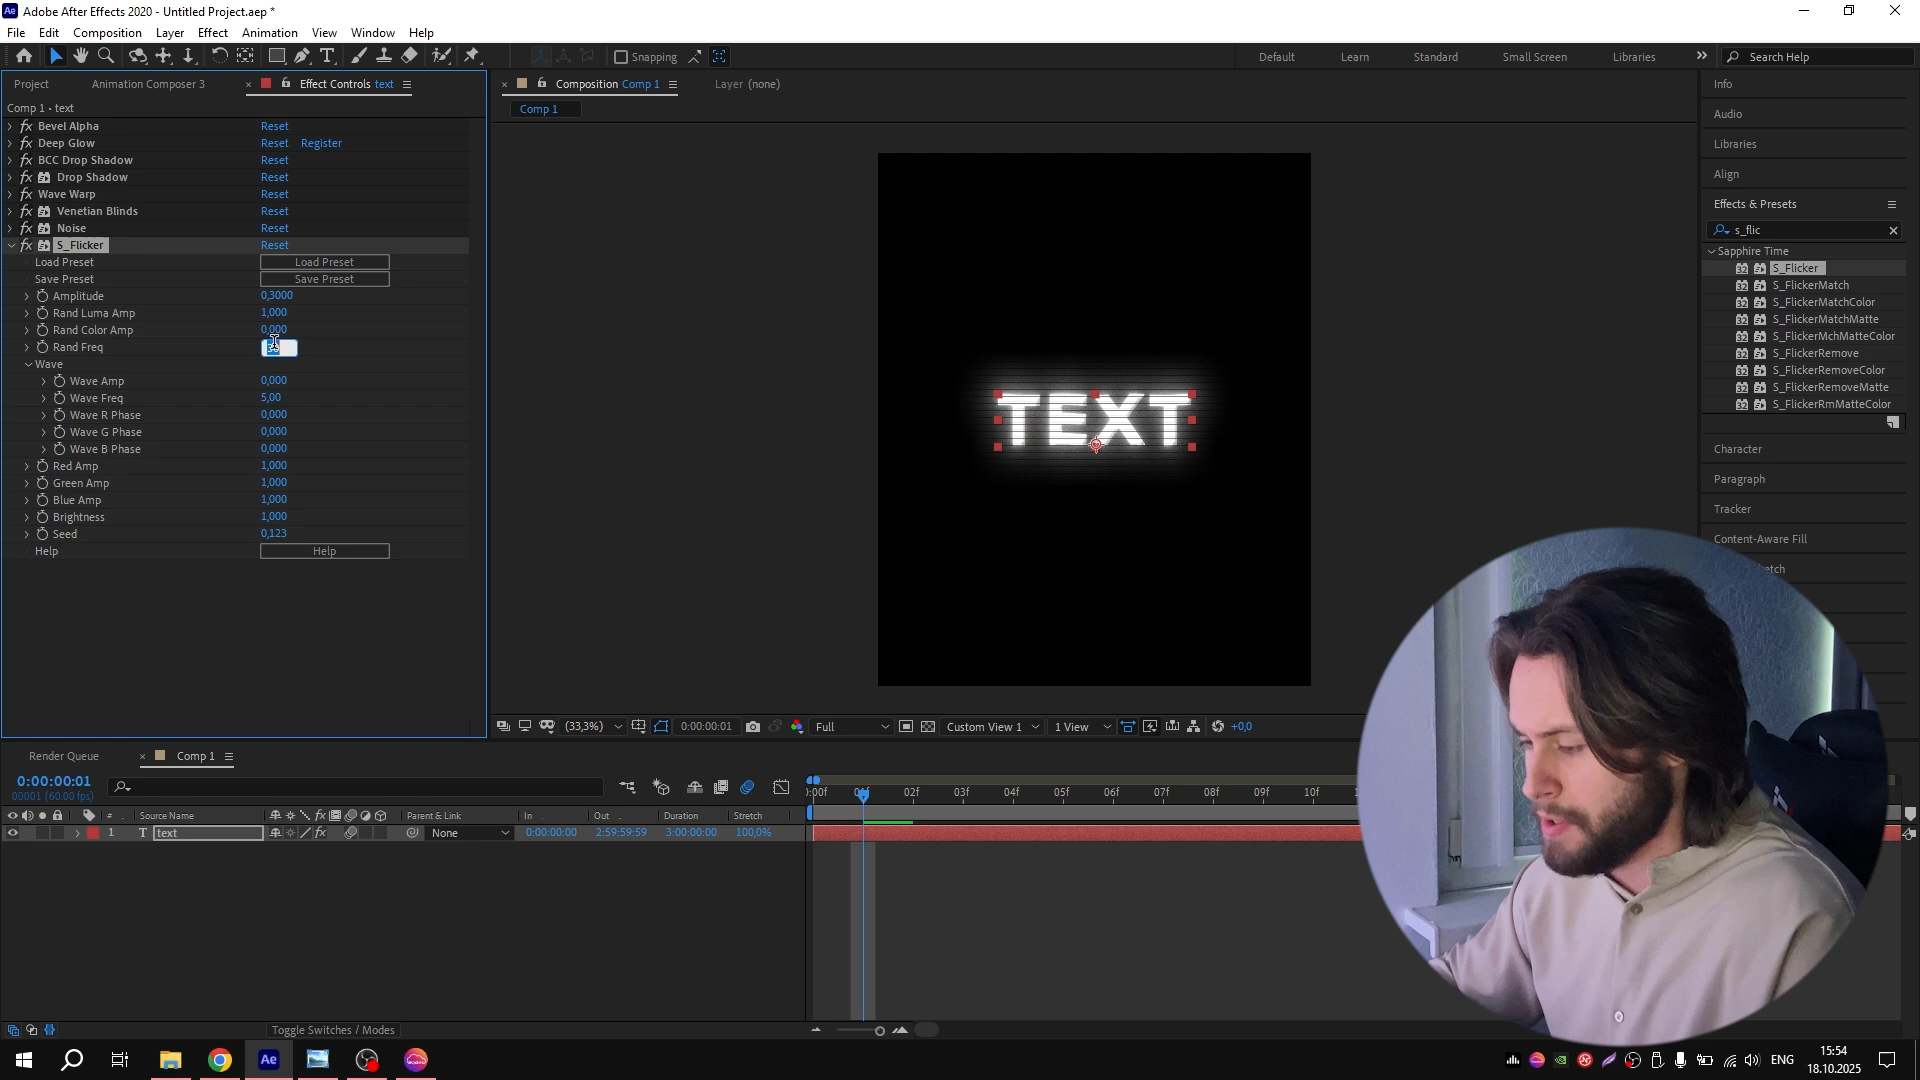 Adobe After Effects 2020 - Untitled Project.aep *
File Edit Composition Layer Effect Animation View Window Help
Snapping
Default Learn Standard Small Screen Libraries
Search Help
Project Animation Composer 3 Effect Controls text
Composition Comp 1
Layer (none)
Comp 1 • text
Comp 1
Bevel Alpha Reset
Deep Glow Reset Register
BCC Drop Shadow Reset
Drop Shadow Reset
Wave Warp Reset
Venetian Blinds Reset
Noise Reset
S_Flicker Reset
Load Preset Load Preset
Save Preset Save Preset
Amplitude 0,3000
Rand Luma Amp 1,000
Rand Color Amp 0,000
Rand Freq
Wave
Wave Amp 0,000
Wave Freq 5,00
Wave R Phase 0,000
Wave G Phase 0,000
Wave B Phase 0,000
Red Amp 1,000
Green Amp 1,000
Blue Amp 1,000
Brightness 1,000
Seed 0,123
Help Help
TEXT
(33,3%) 0:00:00:01 Full Custom View 1 1 View +0,0
Info
Audio
Libraries
Align
Effects & Presets
s_flic
Sapphire Time
S_Flicker
S_FlickerMatch
S_FlickerMatchColor
S_FlickerMatchMatte
S_FlickerMchMatteColor
S_FlickerRemove
S_FlickerRemoveColor
S_FlickerRemoveMatte
S_FlickerRmMatteColor
Character
Paragraph
Tracker
Content-Aware Fill
Render Queue Comp 1
0:00:00:01
00001 (60.00 fps)
02f 03f 04f 05f 06f 07f 08f 09f 10f
# Source Name Parent & Link In Out Duration Stretch
1 T text None 0:00:00:00 2:59:59:59 3:00:00:00 100,0%
Toggle Switches / Modes
ENG
15:54
18.10.2025